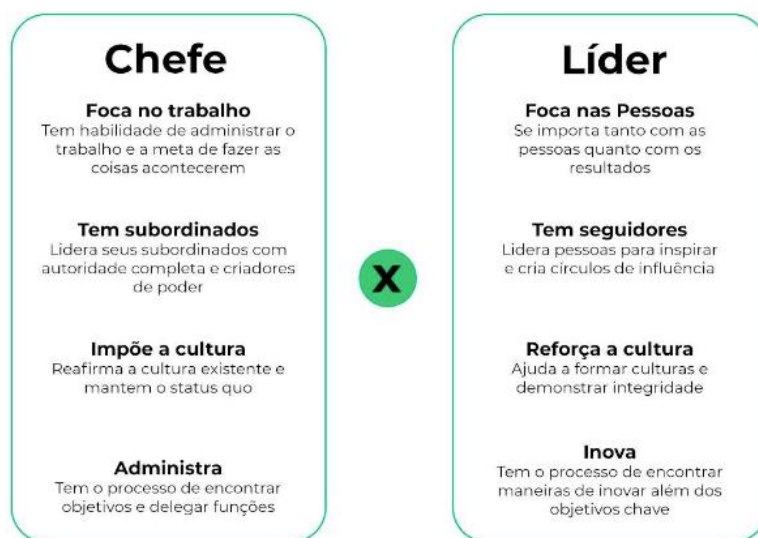 Chefe
Foca no trabalho
Tem habilidade de administrar o
trabalho e a meta de fazer as
coisas acontecerem
Tem subordinados
Lidera seus subordinados com
autoridade completa e criadores
de poder
Impõe a cultura
Reafirma a cultura existente e
mantem o status quo
Administra
Tem o processo de encontrar
objetivos e delegar funções
X
Líder
Foca nas Pessoas
Se importa tanto com as
pessoas quanto com os
resultados
Tem seguidores
Lidera pessoas para inspirar
e cria círculos de influência
Reforça a cultura
Ajuda a formar culturas e
demonstrar integridade
Inova
Tem o processo de encontrar
maneiras de inovar além dos
objetivos chave